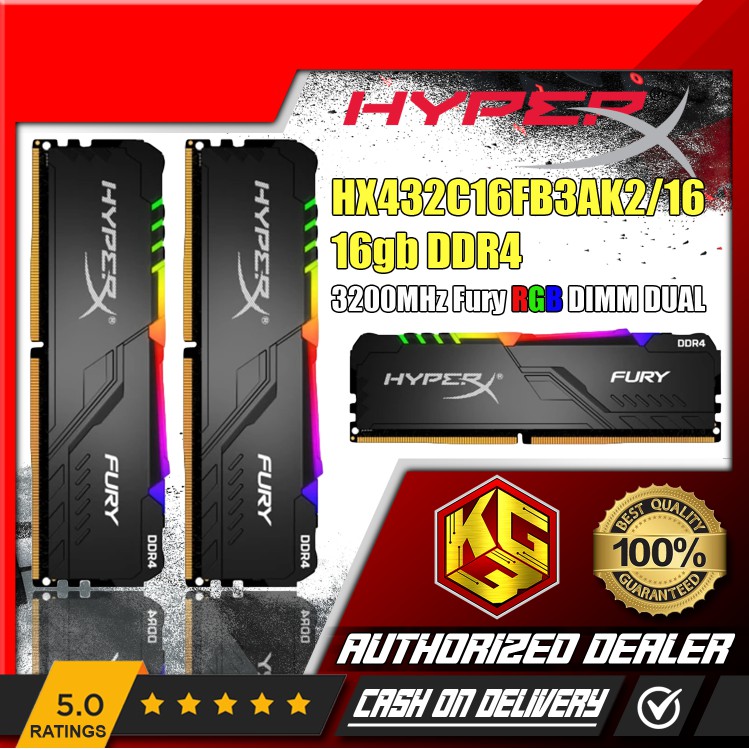 HYPERX
HX432C16FB3AK2/16
16gb DDR4
3200MHz Fury RGB DIMM DUAL
HYPERX®
FURY
DDR4
HYPERX®
FURY
DDR4
HYPERX®
FURY
DDR4
KG3
BEST QUALITY
100%
GUARANTEED
AUTHORIZED DEALER
CASH ON DELIVERY
5.0
RATINGS